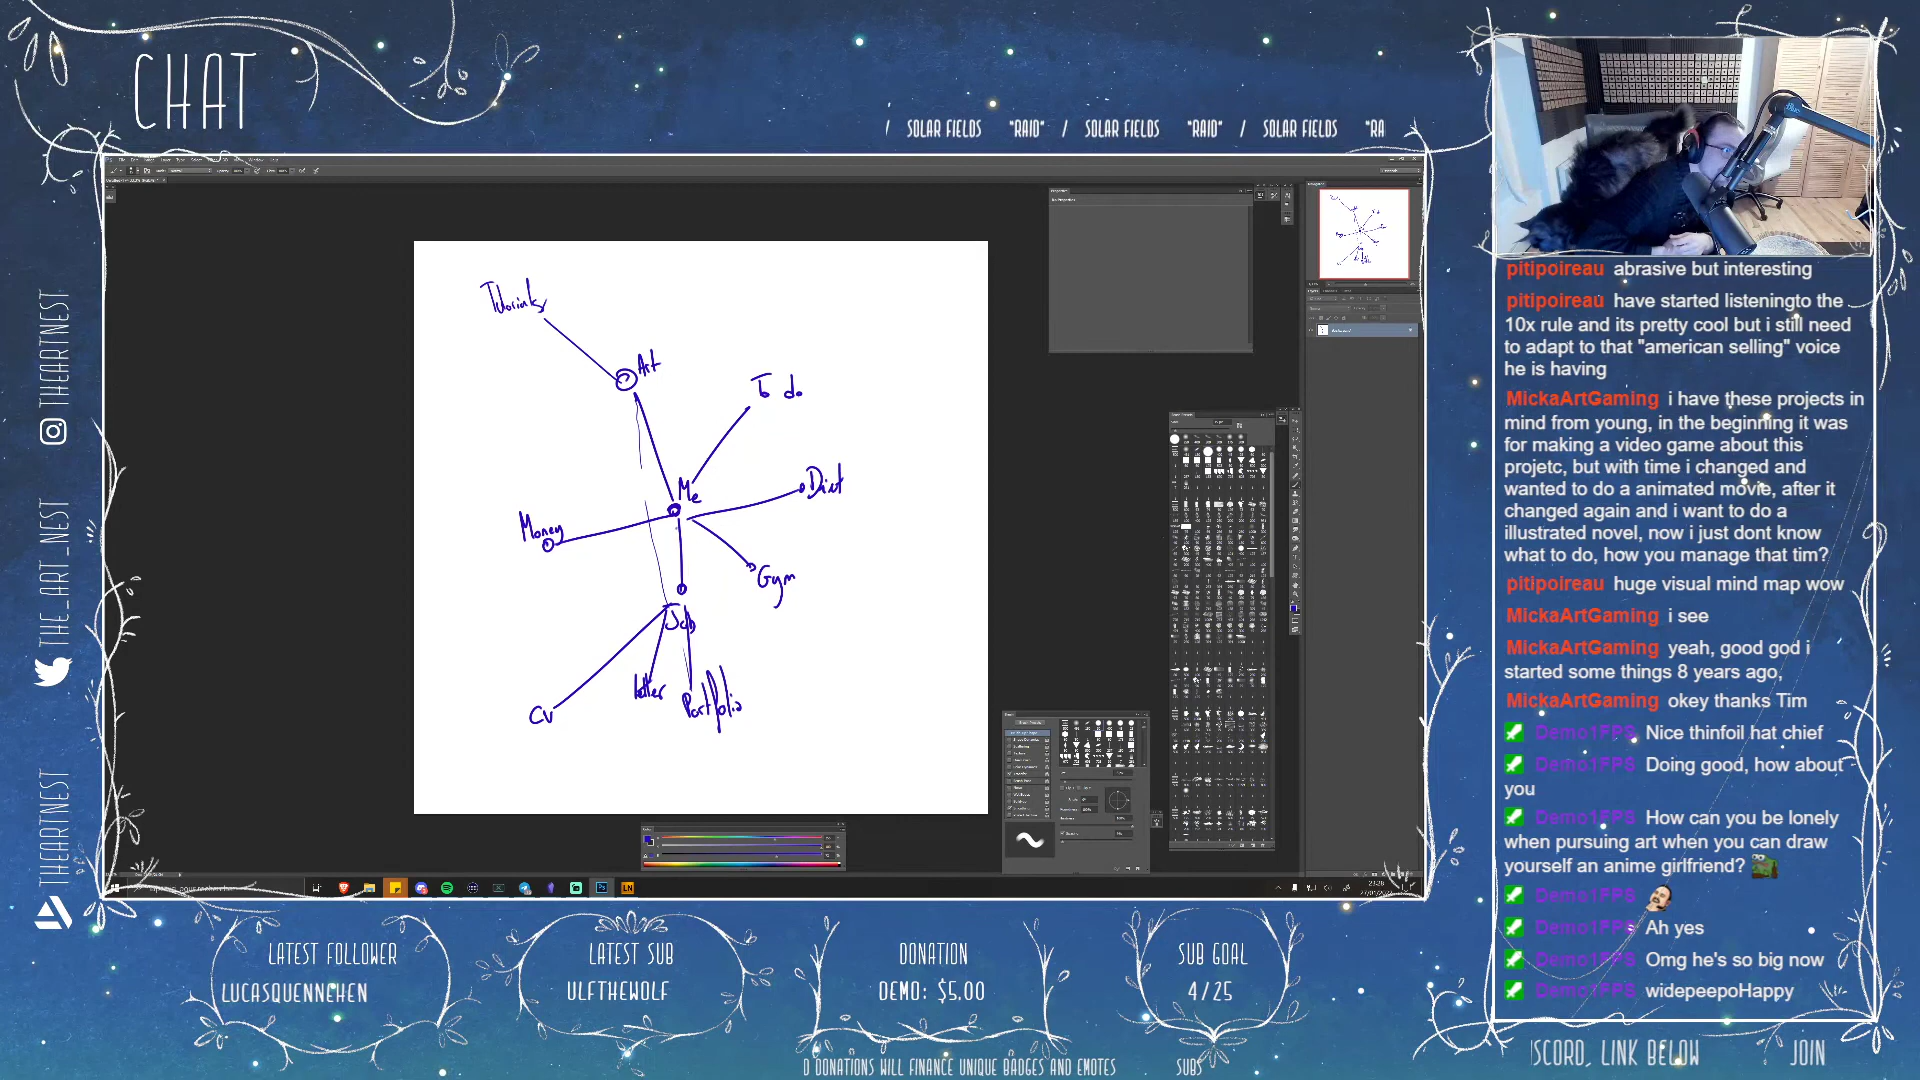 CHAT
/ SOLAR FIELDS "RAID" / SOLAR FIELDS "RAID" / SOLAR FIELDS "RA
THEARTNEST
THE_ART_NEST
THEARTNEST
Tutorials
Art
To do
Me
Diet
Money
Gym
Job
letter
Portfolio
CV
23:28
pitipoireau abrasive but interesting
pitipoireau have started listeningto the
10x rule and its pretty cool but i still need
to adapt to that "american selling" voice
he is having
MickaArtGaming i have these projects in
mind from young, in the beginning it was
for making a video game about this
projetc, but with time i changed and
wanted to do a animated movie, after it
changed again and i want to do a
illustrated novel, now i just dont know
what to do, how you manage that tim?
pitipoireau huge visual mind map wow
MickaArtGaming i see
MickaArtGaming yeah, good god i
started some things 8 years ago,
MickaArtGaming okey thanks Tim
Demo1FPS Nice thinfoil hat chief
Demo1FPS Doing good, how about
you
Demo1FPS How can you be lonely
when pursuing art when you can draw
yourself an anime girlfriend?
Demo1FPS
Demo1FPS Ah yes
Demo1FPS Omg he's so big now
Demo1FPS widepeepoHappy
LATEST FOLLOWER
LUCASQUENNEHEN
LATEST SUB
ULFTHEWOLF
DONATION
DEMO: $5.00
SUB GOAL
4/25
D DONATIONS WILL FINANCE UNIQUE BADGES AND EMOTES
SUBS
ISCORD, LINK BELOW
JOIN